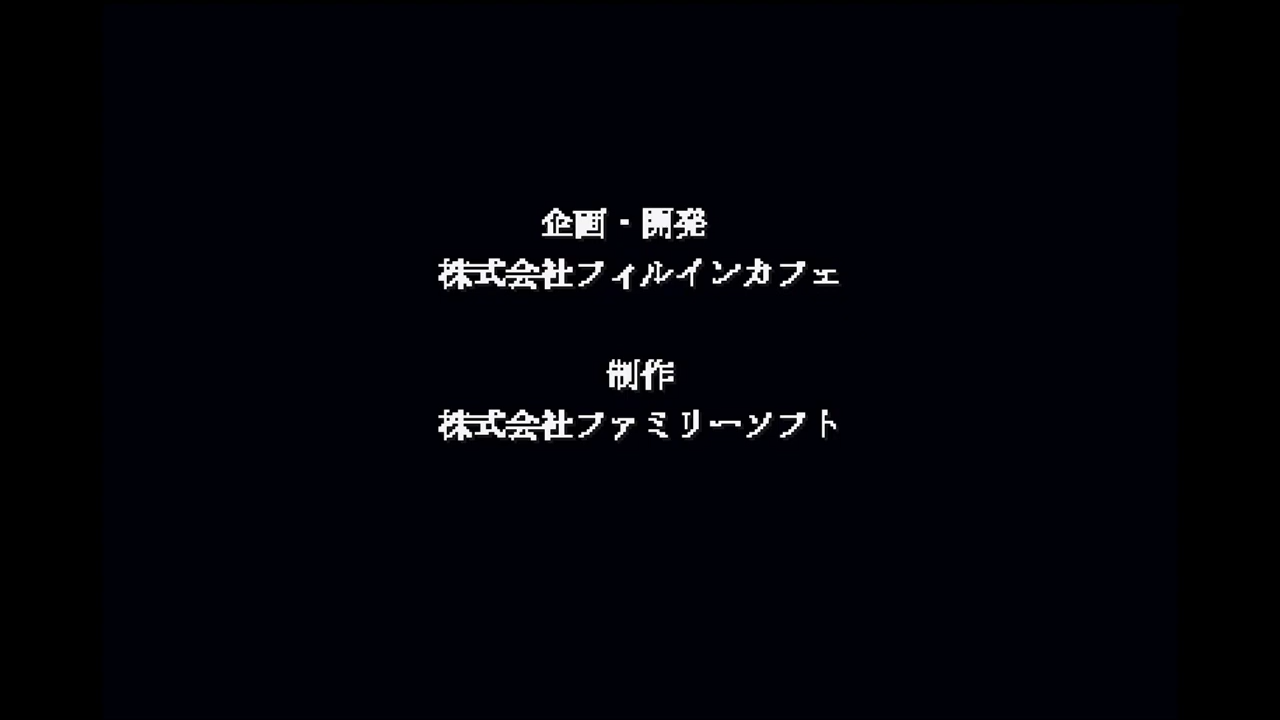 企画・開発
株式会社フィルインカフェ
制作
株式会社ファミリーソフト